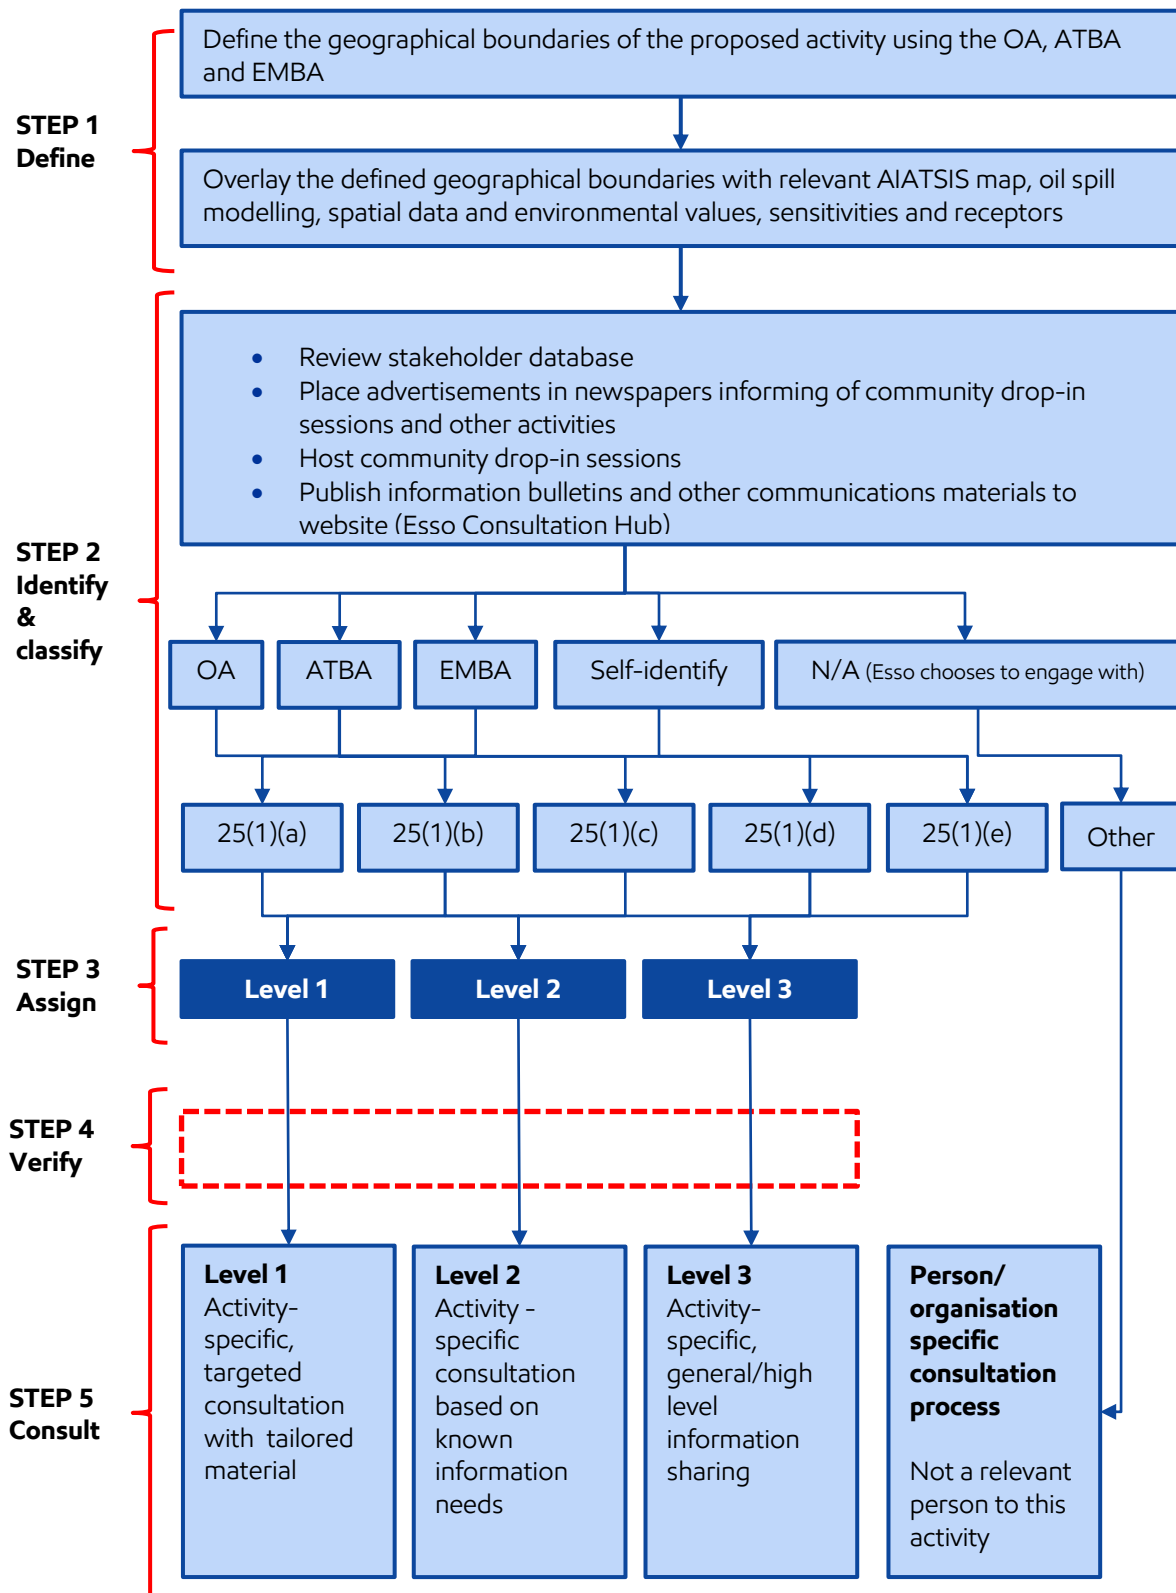 Define the geographical boundaries of the proposed activity using the OA, ATBA
and EMBA
STEP 1
Define
Overlay the defined geographical boundaries with relevant AIATSIS map, oil spill
modelling, spatial data and environmental values, sensitivities and receptors
• Review stakeholder database
• Place advertisements in newspapers informing of community drop-in
sessions and other activities
• Host community drop-in sessions
• Publish information bulletins and other communications materials to
website (Esso Consultation Hub)
STEP 2
Identify
&
classify
OA
ATBA
EMBA
Self-identify
N/A (Esso chooses to engage with)
25(1)(a)
25(1)(b)
25(1)(c)
25(1)(d)
25(1)(e)
Other
STEP 3
Assign
Level 1
Level 2
Level 3
STEP 4
Verify
STEP 5
Consult
Level 1
Activity-
specific,
targeted
consultation
with tailored
material
Level 2
Activity -
specific
consultation
based on
known
information
needs
Level 3
Activity-
specific,
general/high
level
information
sharing
Person/
organisation
specific
consultation
process
Not a relevant
person to this
activity